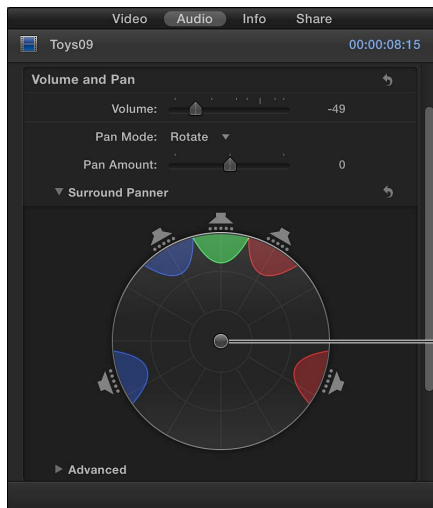 Video Audio Info Share
Toys09 00:00:08:15
Volume and Pan
Volume: -49
Pan Mode: Rotate
Pan Amount: 0
Surround Panner
Advanced